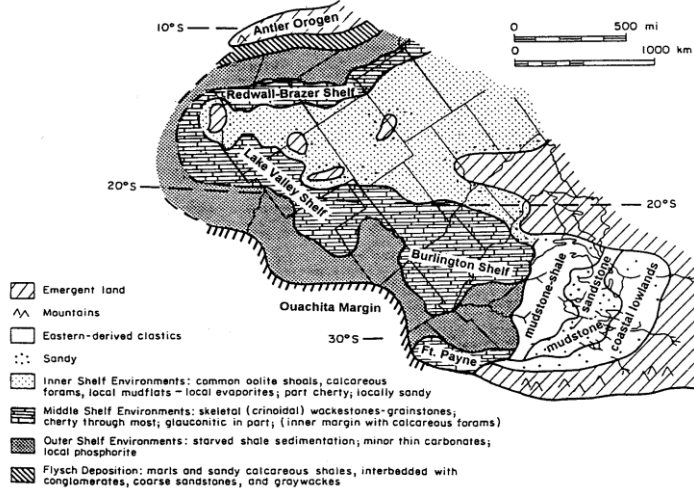 Antler Orogen
10°S
0 500 mi
0 1000 km
Redwall-Brazer Shelf
Lake Valley Shelf
20°S
20°S
Burlington Shelf
mudstone-shale
mudstone
sandstone
coastal lowlands
Ouachita Margin
30°S
Ft. Payne
Emergent land
Mountains
Eastern-derived clastics
Sandy
Inner Shelf Environments: common oolite shoals, calcareous
forams, local mudflats – local evaporites; part cherty; locally sandy
Middle Shelf Environments: skeletal (crinoidal) wackestones-grainstones;
cherty through most; glauconitic in part; (inner margin with calcareous forams)
Outer Shelf Environments: starved shale sedimentation; minor thin carbonates;
local phosphorite
Flysch Deposition: marls and sandy calcareous shales, interbedded with
conglomerates, coarse sandstones, and graywackes